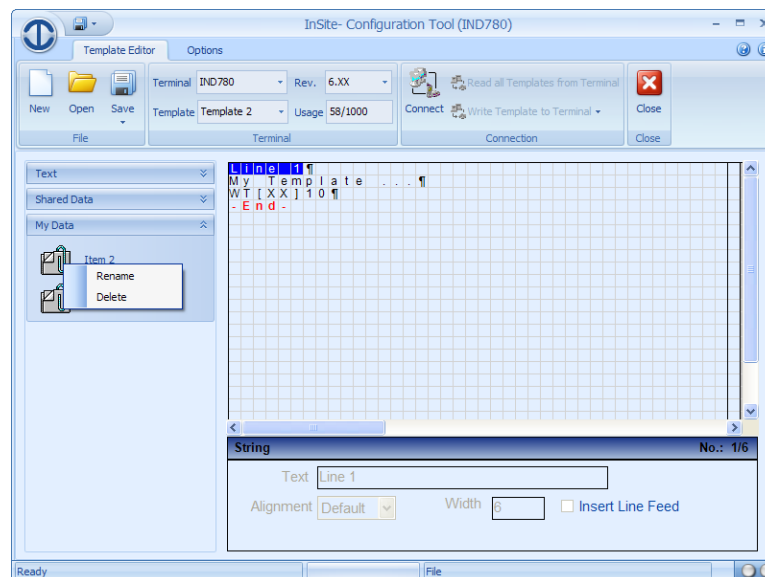 InSite- Configuration Tool (IND780)
Template Editor Options
New Open Save
File
Terminal IND780 Rev. 6.XX
Template Template 2 Usage 58/1000
Terminal
Connect Read all Templates from Terminal
Write Template to Terminal
Connection
Close
Close
Text
Shared Data
My Data
Item 2
Rename
Delete
Line 1¶
My Template ...¶
WT[XX]10¶
-End-
String No.: 1/6
Text Line 1
Alignment Default Width 6 Insert Line Feed
Ready File